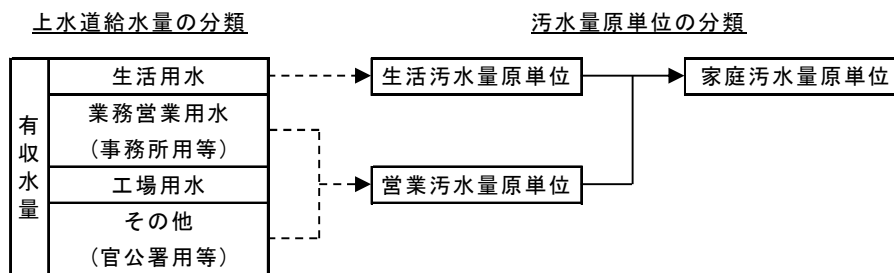 上水道給水量の分類
汚水量原単位の分類
有収水量
生活用水
業務営業用水
(事務所用等)
工場用水
その他
(官公署用等)
生活汚水量原単位
営業汚水量原単位
家庭汚水量原単位